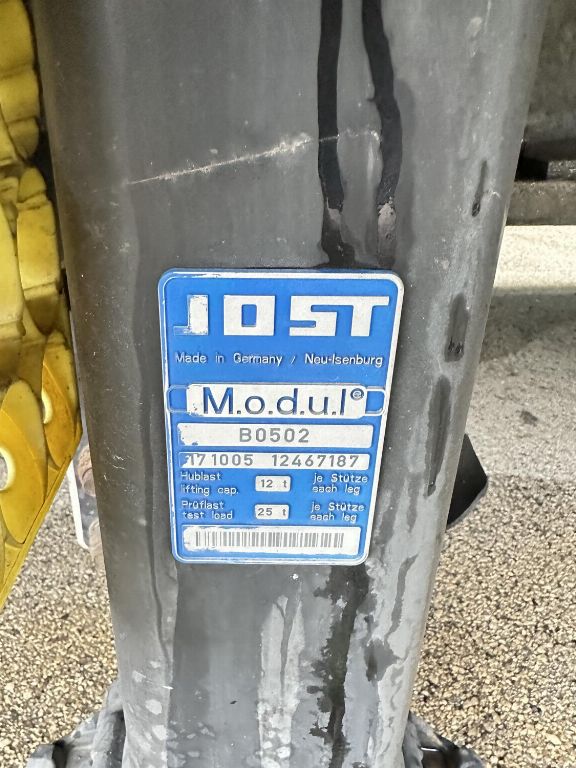 JOST
Made in Germany / Neu-Isenburg
M.o.d.u.l®
B0502
171005 12467187
Hublast 12 t je Stütze
lifting cap. each leg
Prüflast 25 t je Stütze
test load each leg